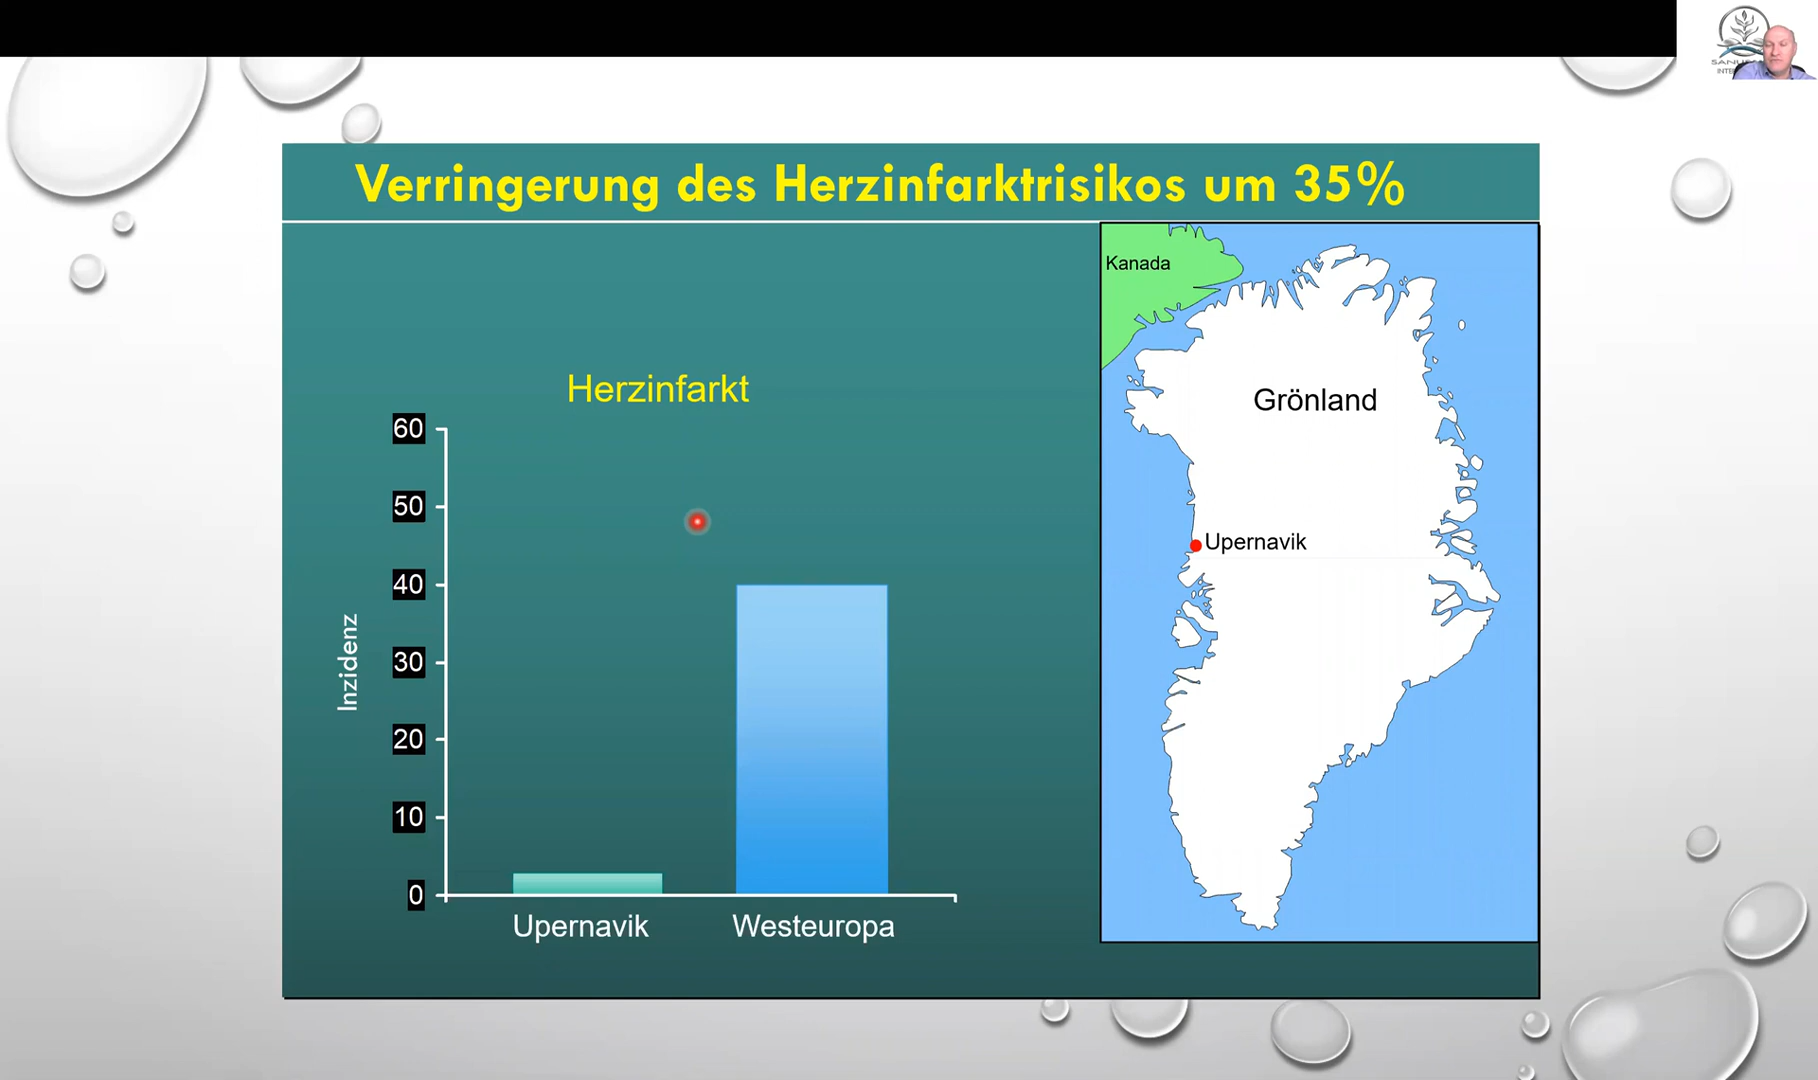 Verringerung des Herzinfarktrisikos um 35%
Kanada
Grönland
Upernavik
Herzinfarkt
60
50
40
30
20
10
0
Inzidenz
Upernavik
Westeuropa